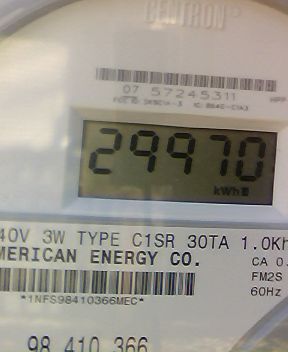 CENTRON®
07 57245311
29970
kWh
40V 3W TYPE C1SR 30TA 1.0Kh
MERICAN ENERGY CO.
CA 0.
FM2S
60Hz
*1NFS98410366MEC*
98 410 366